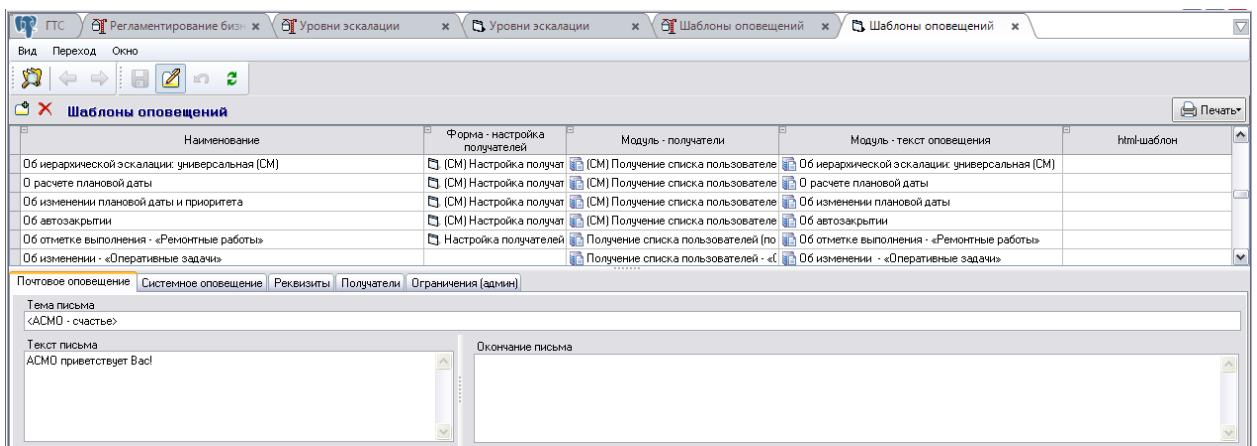 ГТС Регламентирование бизн Уровни эскалации Уровни эскалации Шаблоны оповещений Шаблоны оповещений
Вид Переход Окно
Шаблоны оповещений Печать
Наименование Форма - настройка получателей Модуль - получатели Модуль - текст оповещения html-шаблон
Об иерархической эскалации: универсальная (СМ) (СМ) Настройка получат (СМ) Получение списка пользователе Об иерархической эскалации: универсальная (СМ)
О расчете плановой даты (СМ) Настройка получат (СМ) Получение списка пользователе О расчете плановой даты
Об изменении плановой даты и приоритета (СМ) Настройка получат (СМ) Получение списка пользователе Об изменении плановой даты
Об автозакрытии (СМ) Настройка получат (СМ) Получение списка пользователе Об автозакрытии
Об отметке выполнения - «Ремонтные работы» Настройка получателей Получение списка пользователей (по Об отметке выполнения - «Ремонтные работы»
Об изменении - «Оперативные задачи» Получение списка пользователей - «О Об изменении - «Оперативные задачи»
Почтовое оповещение Системное оповещение Реквизиты Получатели Ограничения (админ)
Тема письма
<АСМО - счастье>
Текст письма Окончание письма
АСМО приветствует Вас!